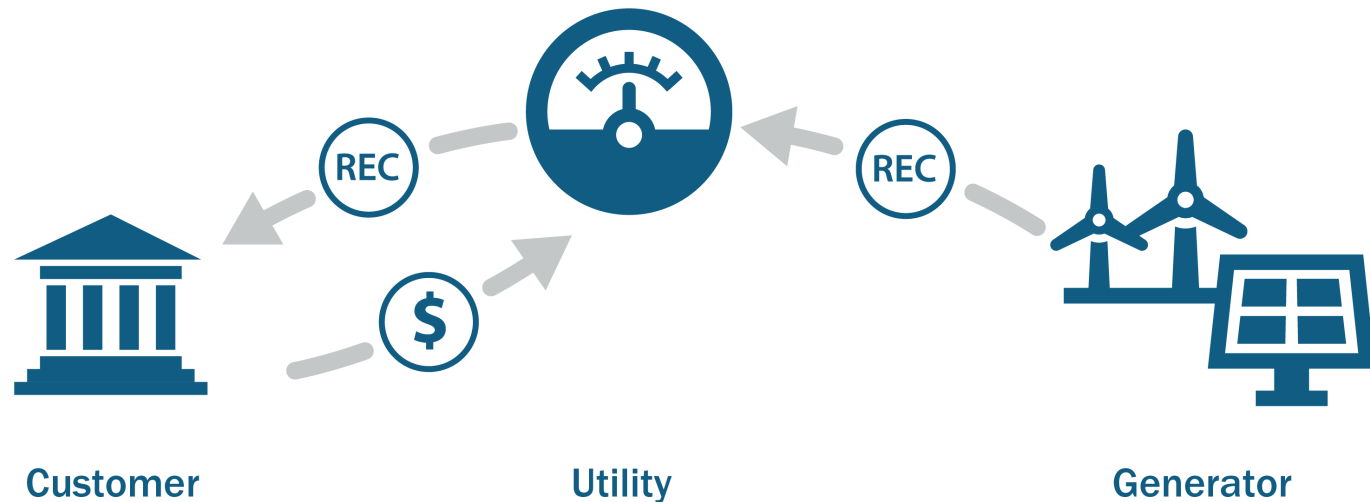 REC
REC
$
Customer
Utility
Generator